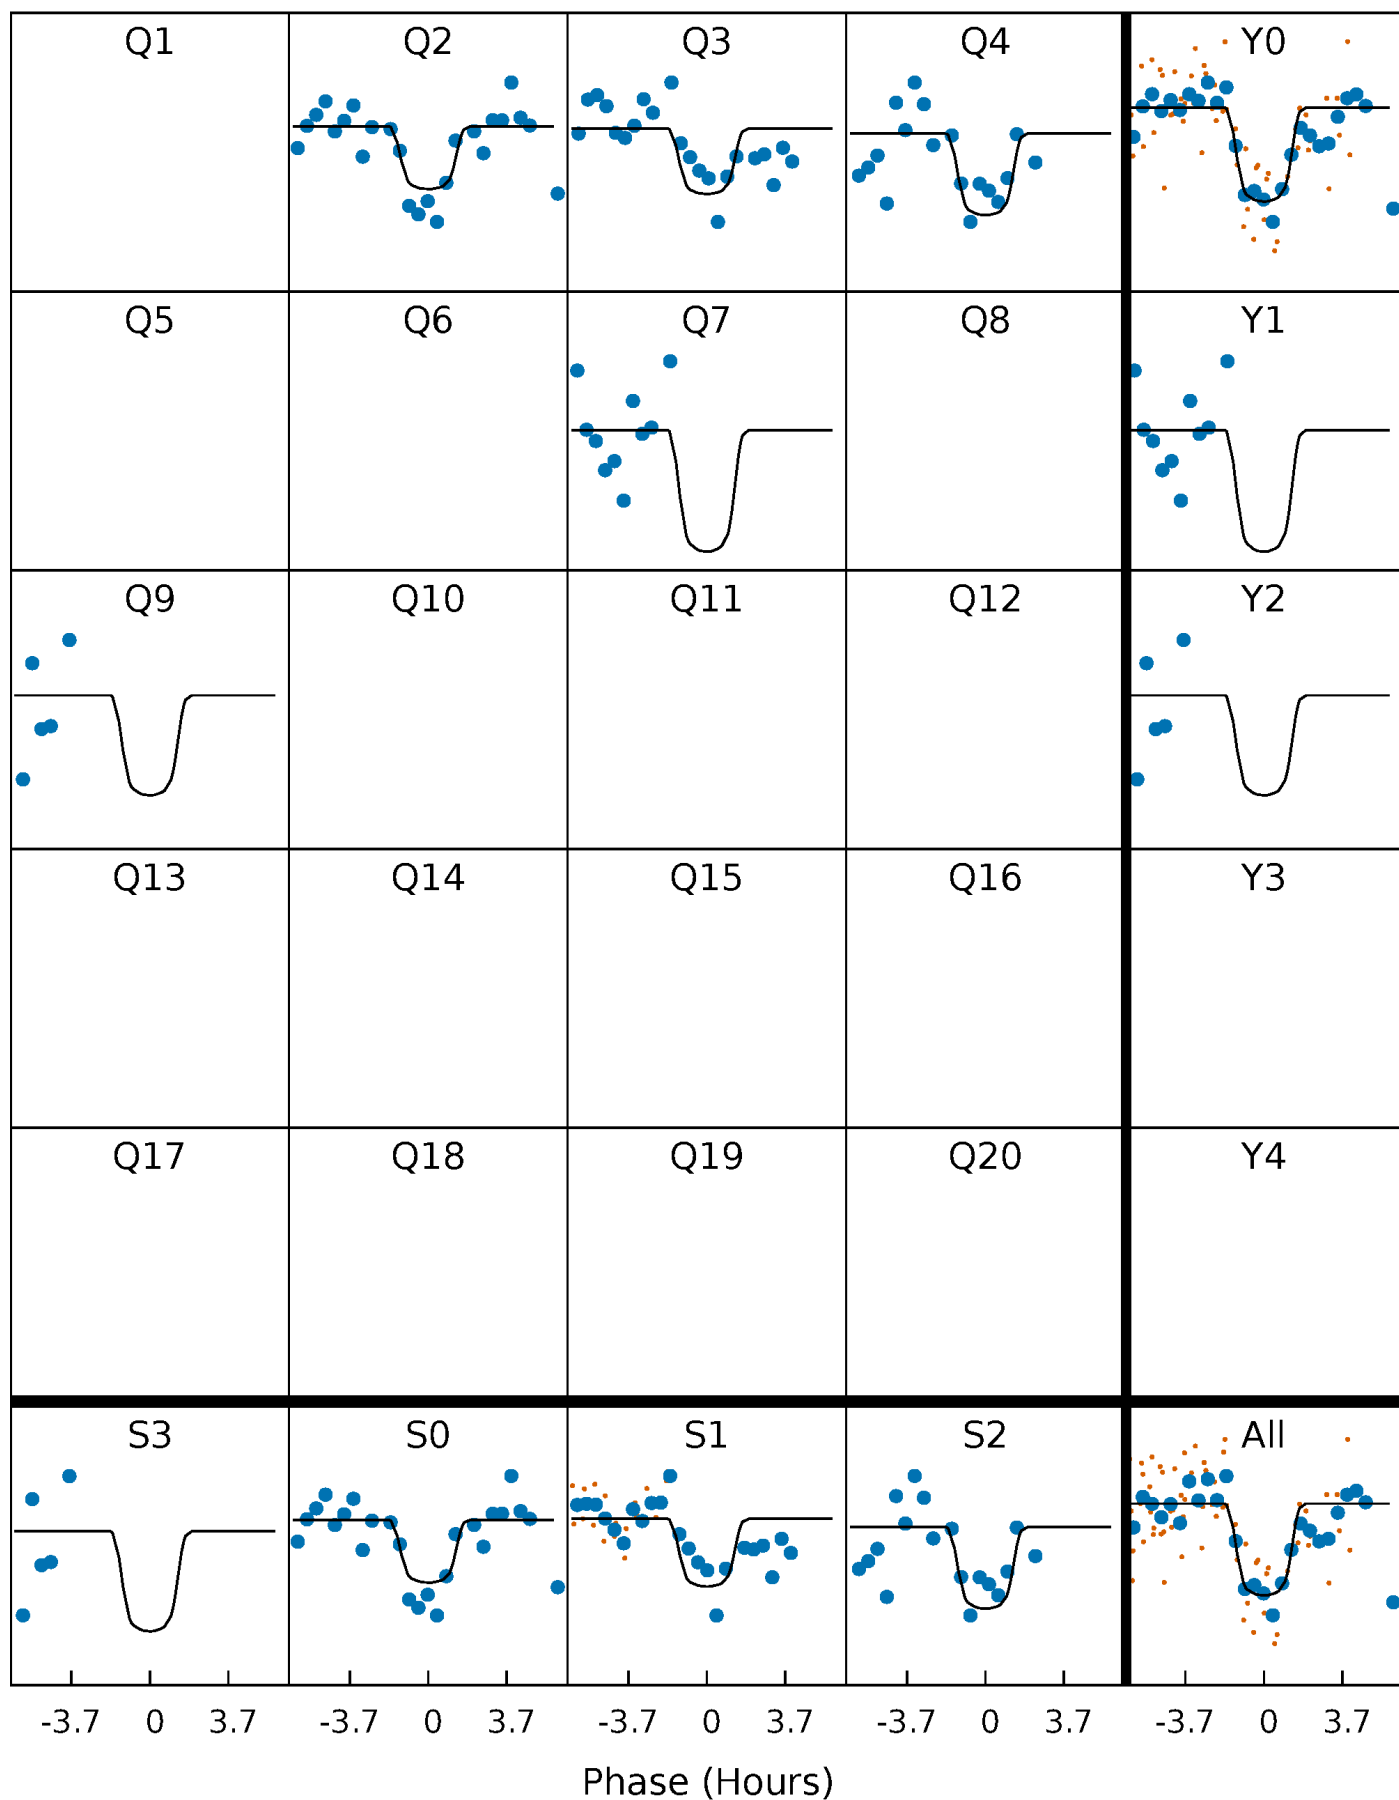 Q1 Q2 Q3 Q4 Y0
Q5 Q6 Q7 Q8 Y1
Q9 Q10 Q11 Q12 Y2
Q13 Q14 Q15 Q16 Y3
Q17 Q18 Q19 Q20 Y4
S3 S0 S1 S2 All
-3.7 0 3.7 -3.7 0 3.7 -3.7 0 3.7 -3.7 0 3.7 -3.7 0 3.7
Phase (Hours)